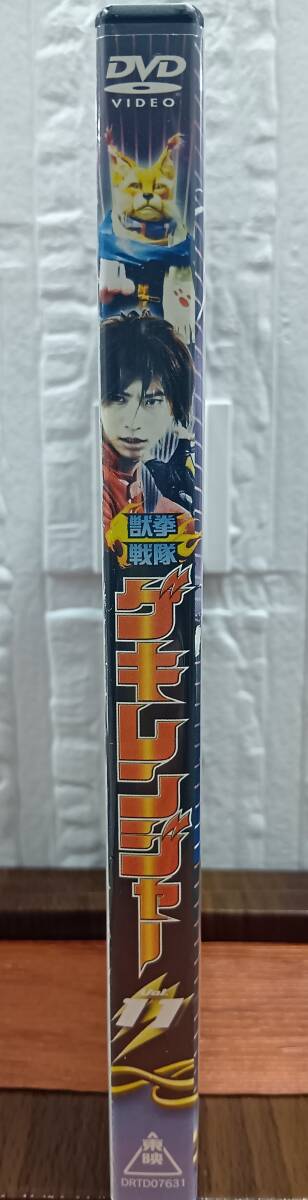 DVD
VIDEO
獣拳
戦隊
ゲキレンジャー
Vol.
11
東映
DRTD07631